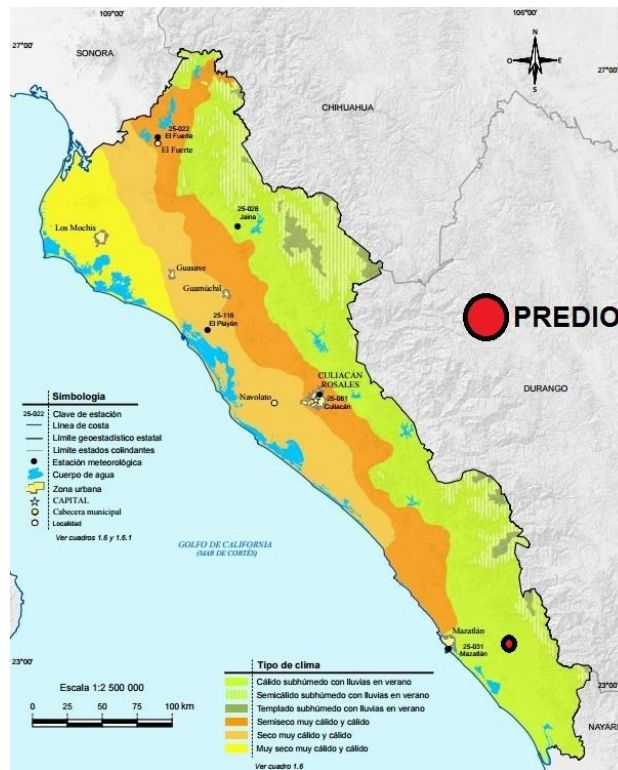 109°00'
106°00'
27°00'
27°00'
SONORA
N
O
E
S
CHIHUAHUA
25-022
El Fuerte
El Fuerte
25-028
Jaina
Los Mochis
Guasave
Guamúchil
25-116
El Playón
PREDIO
DURANGO
CULIACÁN
ROSALES
25-081
Culiacán
Navolato
Simbología
25-022 Clave de estación
Línea de costa
Límite geoestadístico estatal
Límite estados colindantes
Estación meteorológica
Cuerpo de agua
Zona urbana
CAPITAL
Cabecera municipal
Localidad
Ver cuadros 1.6 y 1.6.1
GOLFO DE CALIFORNIA
(MAR DE CORTÉS)
Mazatlán
25-031
Mazatlán
23°00'
23°00'
NAYARI
Escala 1:2 500 000
0 25 50 75 100 km
Tipo de clima
Cálido subhúmedo con lluvias en verano
Semicálido subhúmedo con lluvias en verano
Templado subhúmedo con lluvias en verano
Semiseco muy cálido y cálido
Seco muy cálido y cálido
Muy seco muy cálido y cálido
Ver cuadro 1.6